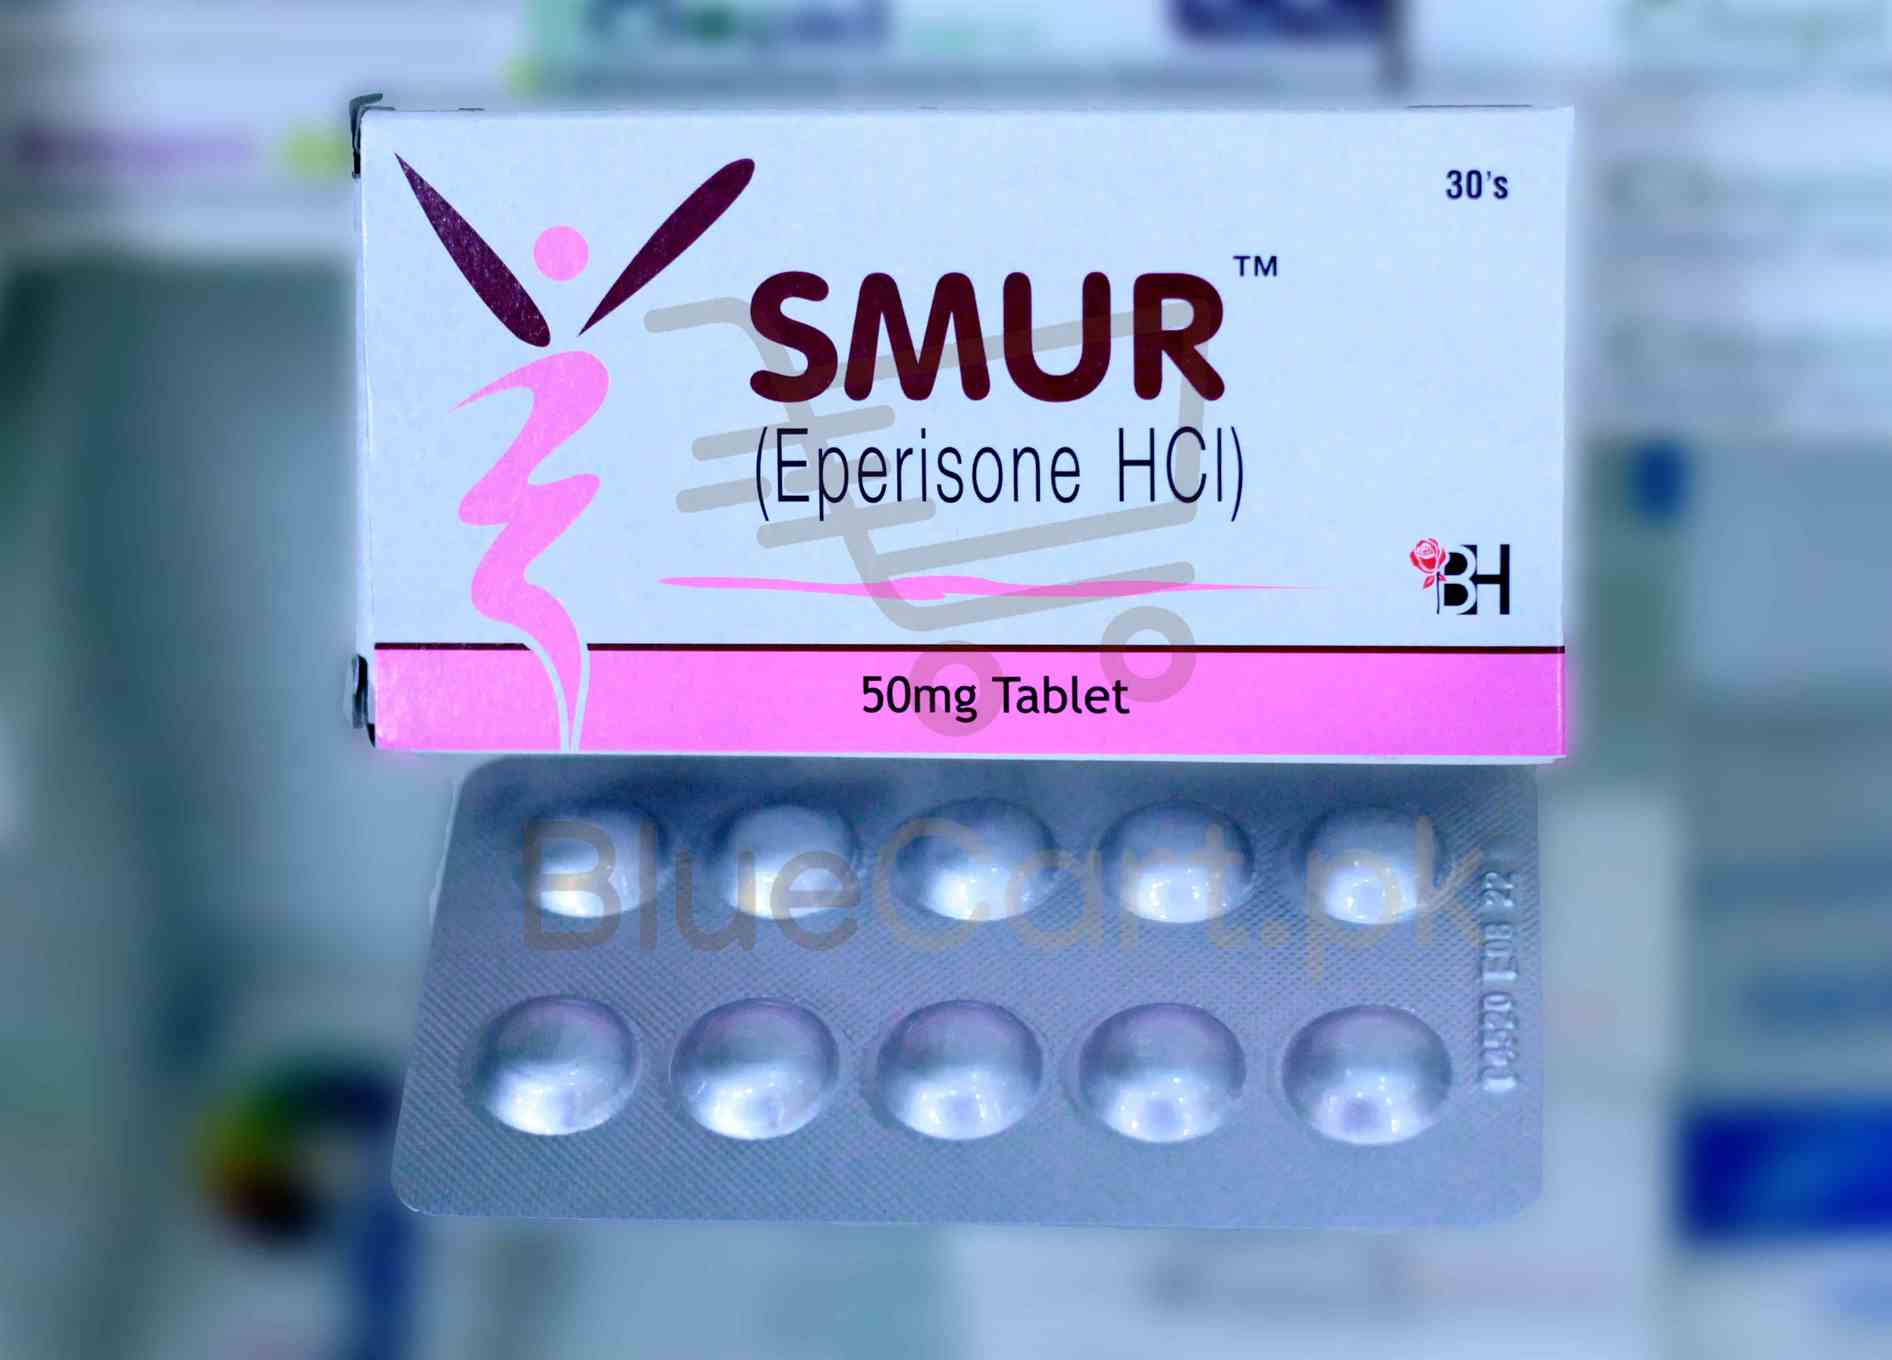 30's
SMUR™
(Eperisone HCl)
BH
50mg Tablet
BlueCart.pk